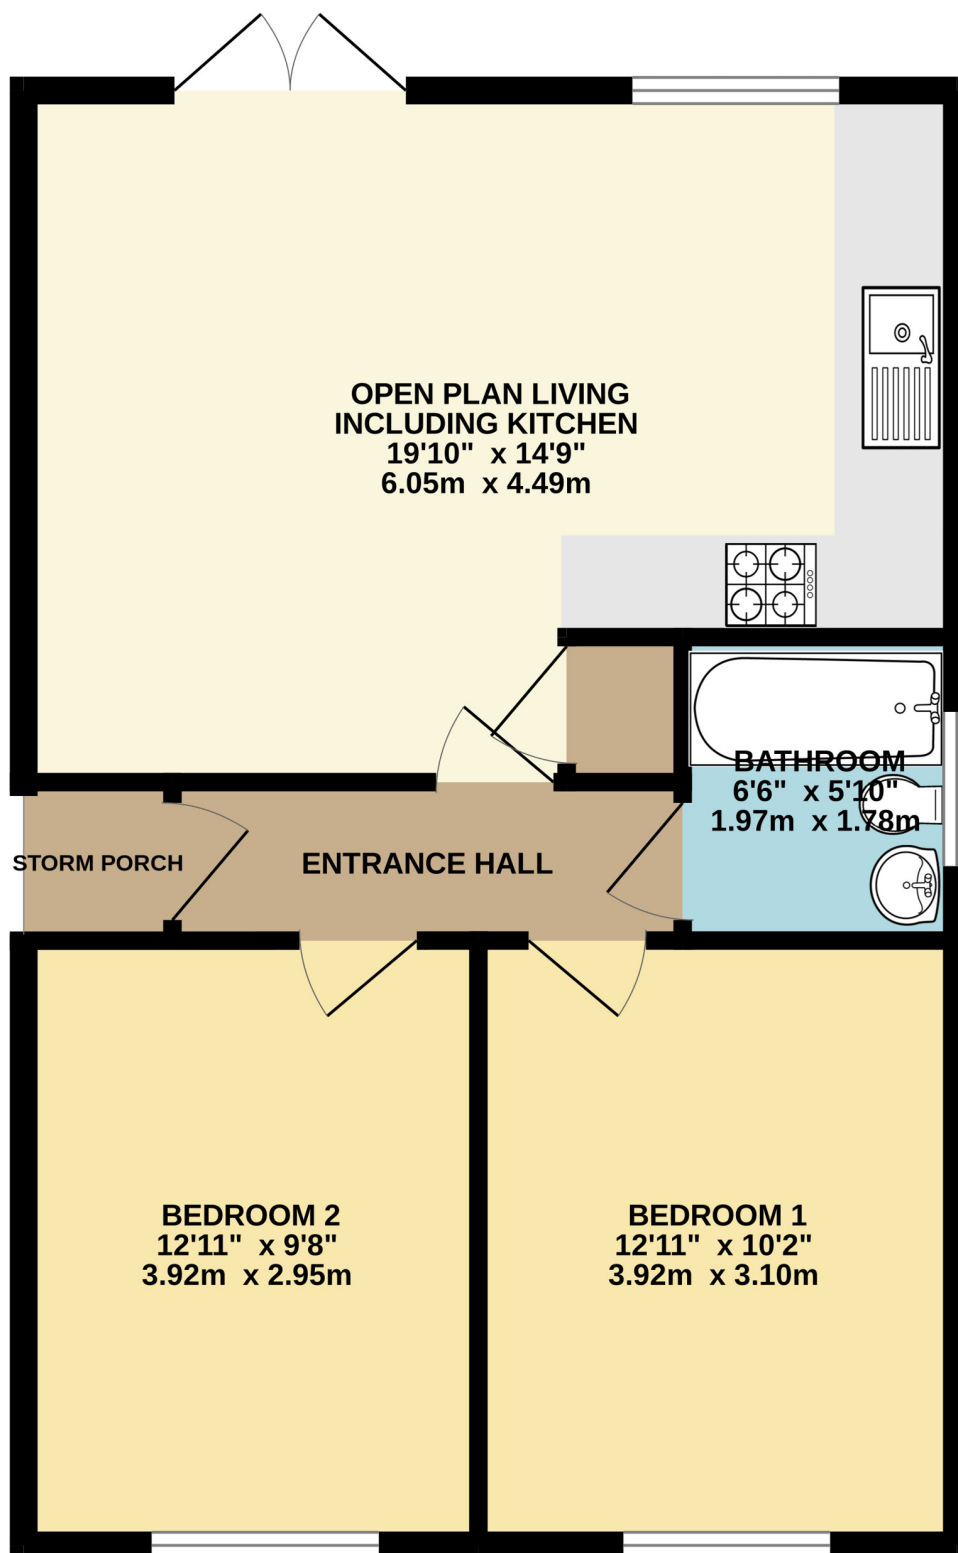 OPEN PLAN LIVING
INCLUDING KITCHEN
19'10" x 14'9"
6.05m x 4.49m
BATHROOM
6'6" x 5'10"
1.97m x 1.78m
STORM PORCH
ENTRANCE HALL
BEDROOM 2
12'11" x 9'8"
3.92m x 2.95m
BEDROOM 1
12'11" x 10'2"
3.92m x 3.10m